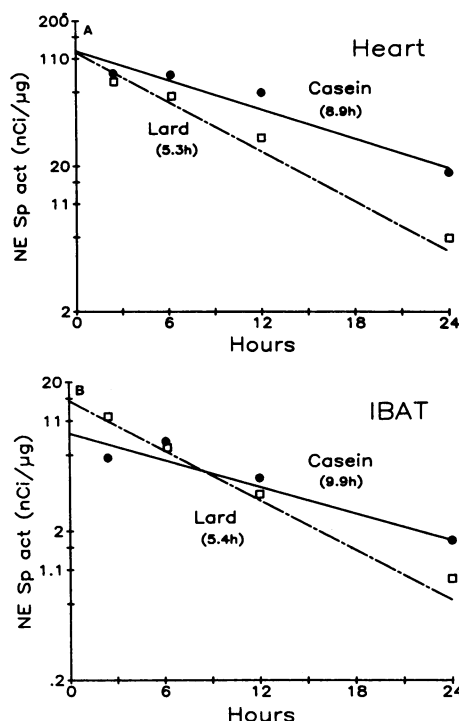 200
A
Heart
110
Casein
(8.9h)
Lard
(5.3h)
20
11
2
NE Sp act (nCi/μg)
0 6 12 18 24
Hours
20
B
IBAT
11
Casein
(9.9h)
Lard
(5.4h)
2
1.1
.2
NE Sp act (nCi/μg)
0 6 12 18 24
Hours